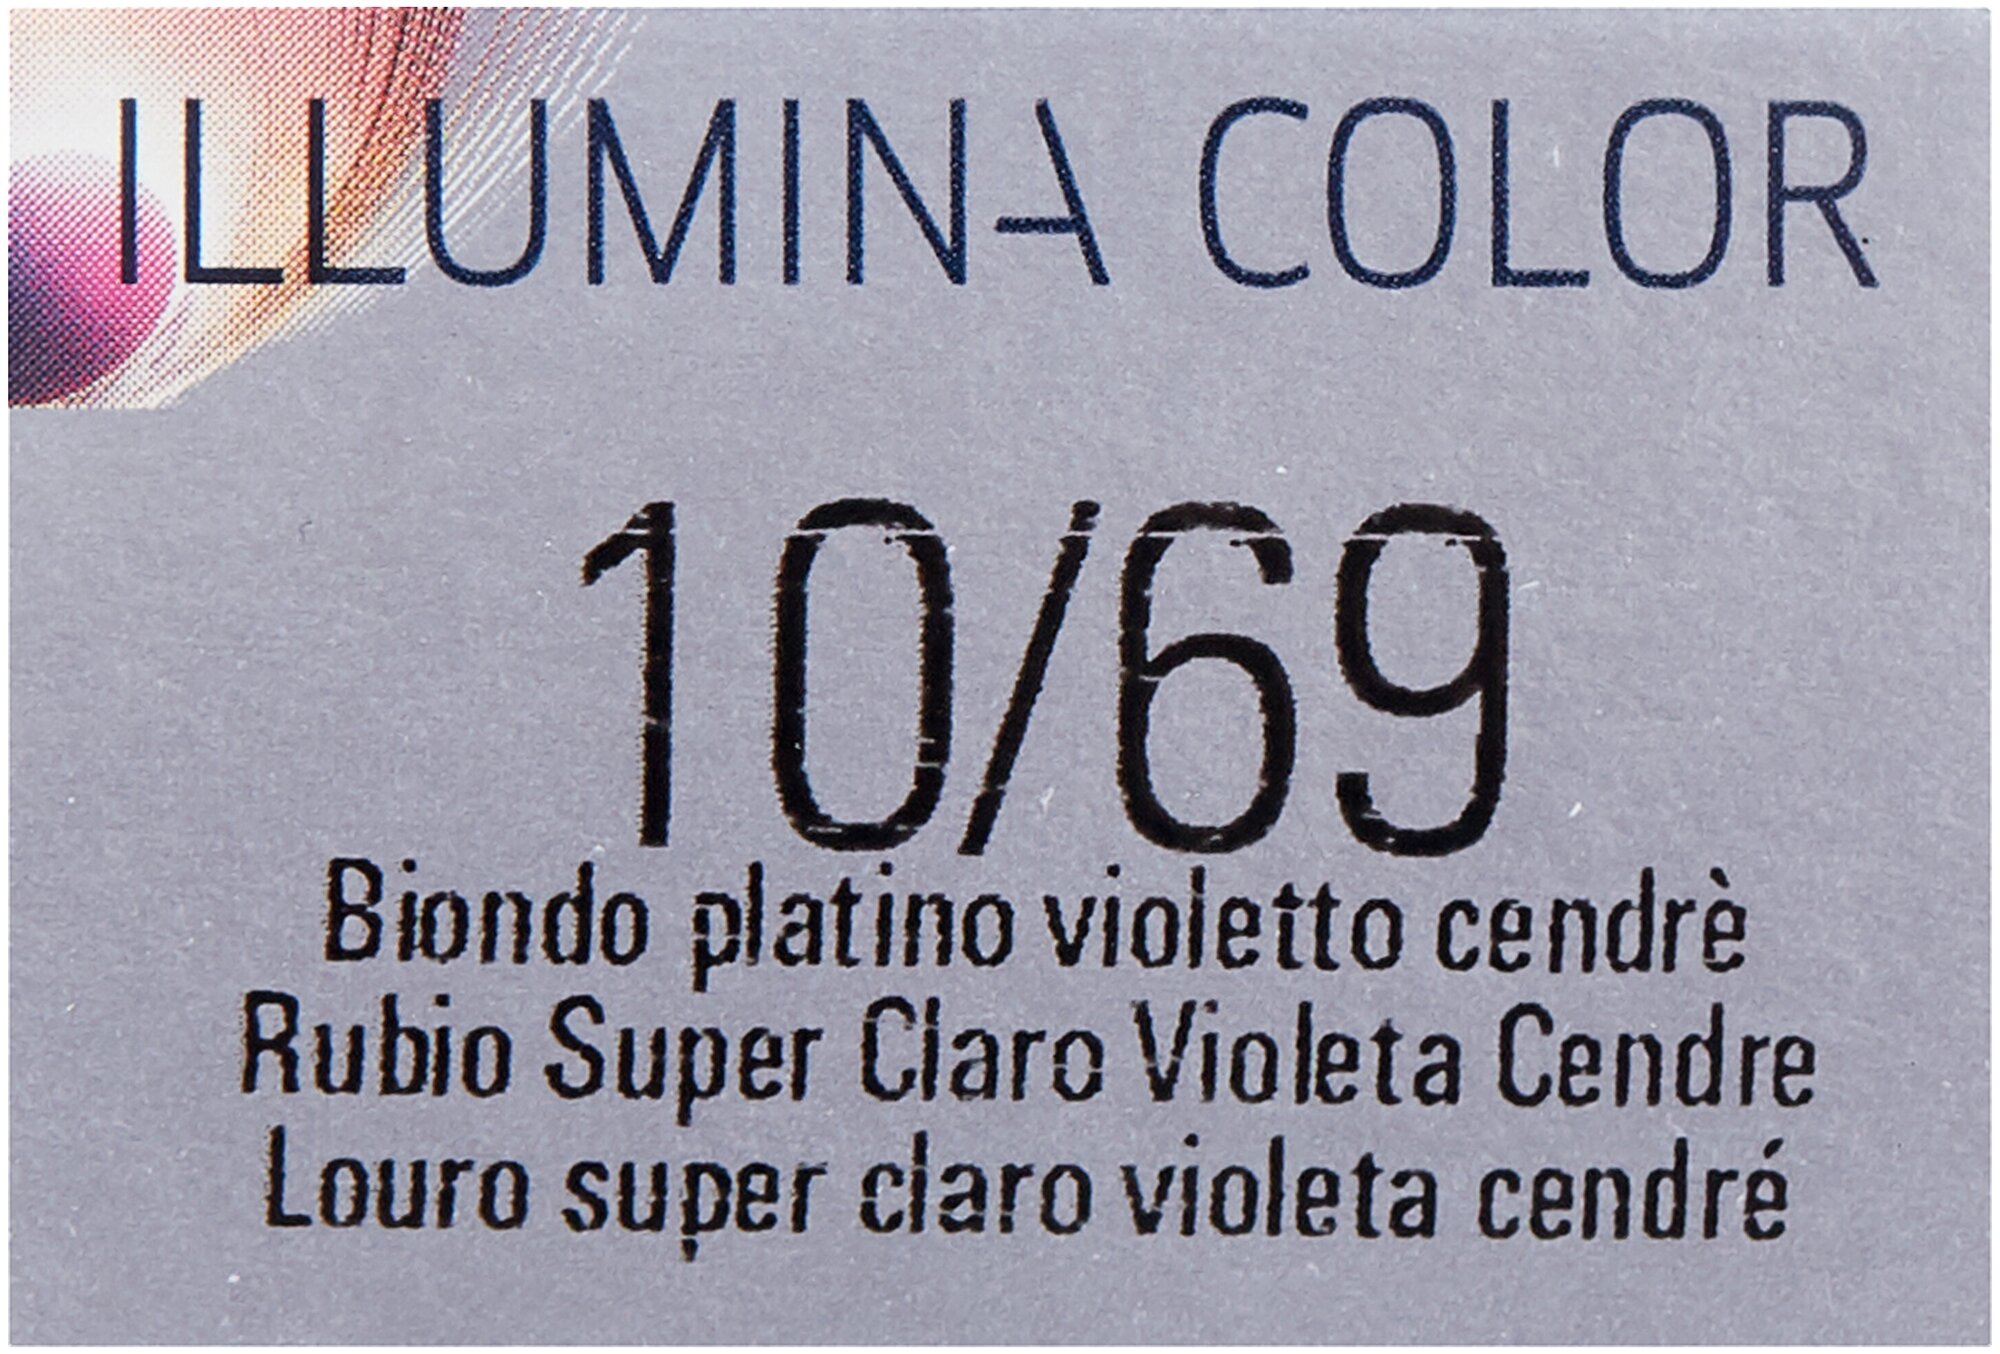 ILLUMINA COLOR
10/69
Biondo platino violetto cendrè
Rubio Super Claro Violeta Cendre
Louro super claro violeta cendré